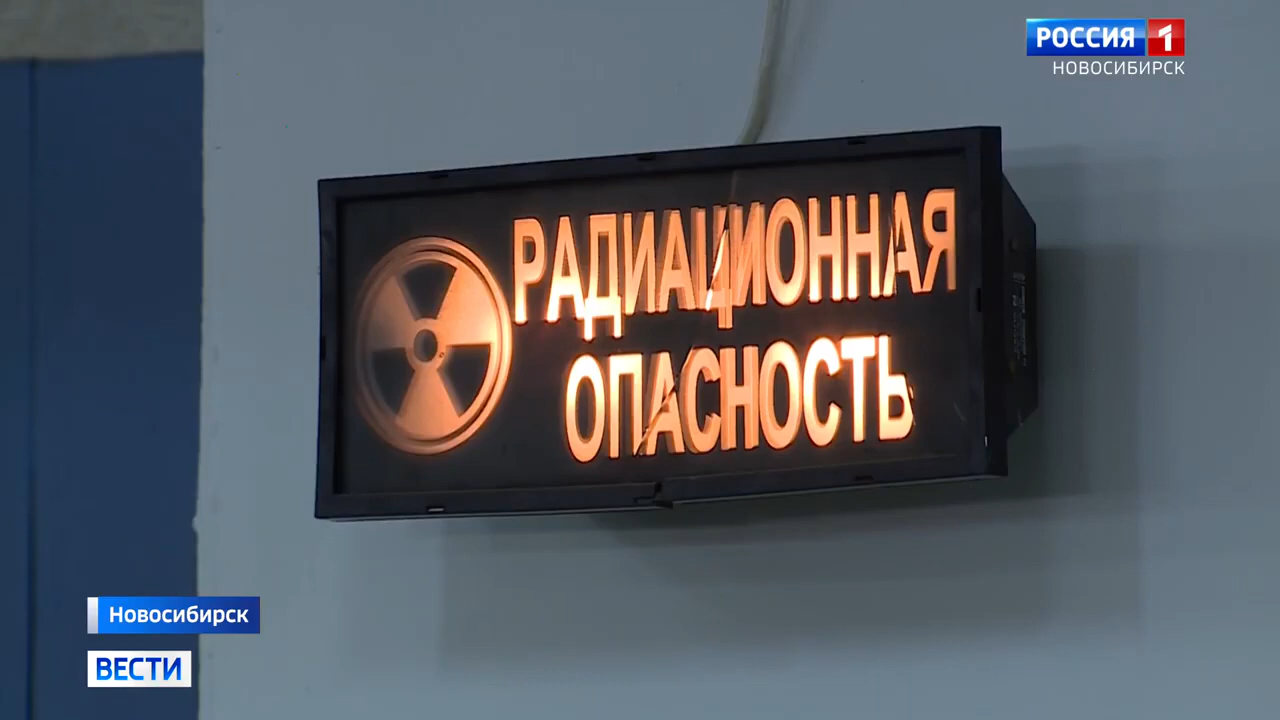 РОССИЯ 1
НОВОСИБИРСК
РАДИАЦИОННАЯ
ОПАСНОСТЬ
Новосибирск
ВЕСТИ